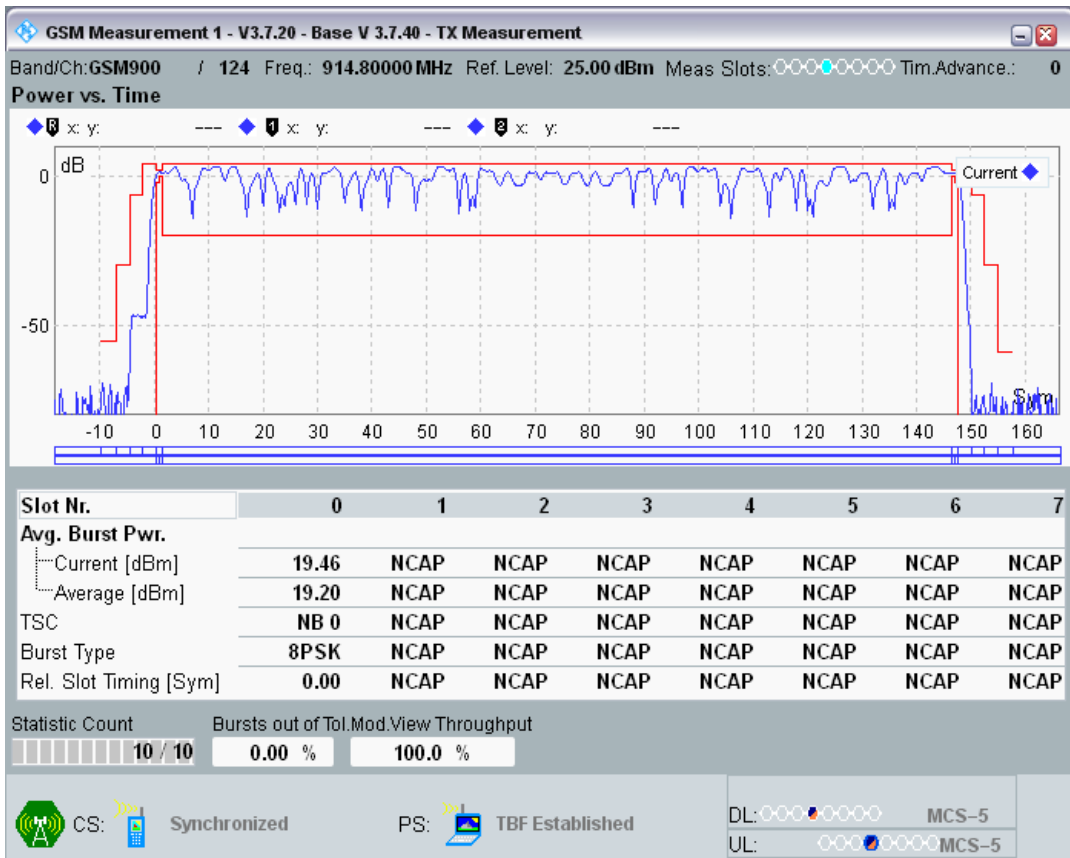 GSM Measurement 1 - V3.7.20 - Base V 3.7.40 - TX Measurement
Band/Ch:GSM900 / 124 Freq.: 914.80000 MHz Ref. Level: 25.00 dBm Meas Slots: Tim.Advance.: 0
Power vs. Time
R x: y: --- 1 x: y: --- 2 x: y: ---
dB
Current
0
-50
Sym
-10 0 10 20 30 40 50 60 70 80 90 100 110 120 130 140 150 160
Slot Nr. 0 1 2 3 4 5 6 7
Avg. Burst Pwr.
Current [dBm] 19.46 NCAP NCAP NCAP NCAP NCAP NCAP NCAP
Average [dBm] 19.20 NCAP NCAP NCAP NCAP NCAP NCAP NCAP
TSC NB 0 NCAP NCAP NCAP NCAP NCAP NCAP NCAP
Burst Type 8PSK NCAP NCAP NCAP NCAP NCAP NCAP NCAP
Rel. Slot Timing [Sym] 0.00 NCAP NCAP NCAP NCAP NCAP NCAP NCAP
Statistic Count Bursts out of Tol.Mod.View Throughput
10 / 10 0.00 % 100.0 %
CS: Synchronized PS: TBF Established
DL: MCS-5
UL: MCS-5